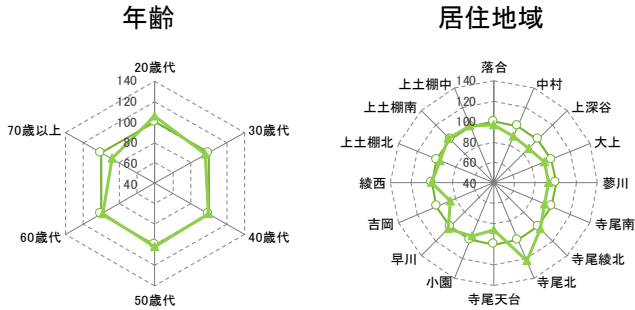 年齢
140
120
100
80
60
40
20歳代
30歳代
40歳代
50歳代
60歳代
70歳以上
居住地域
140
120
100
80
60
40
落合
中村
上深谷
大上
蓼川
寺尾南
寺尾綾北
寺尾北
寺尾天台
小園
早川
吉岡
綾西
上土棚北
上土棚南
上土棚中